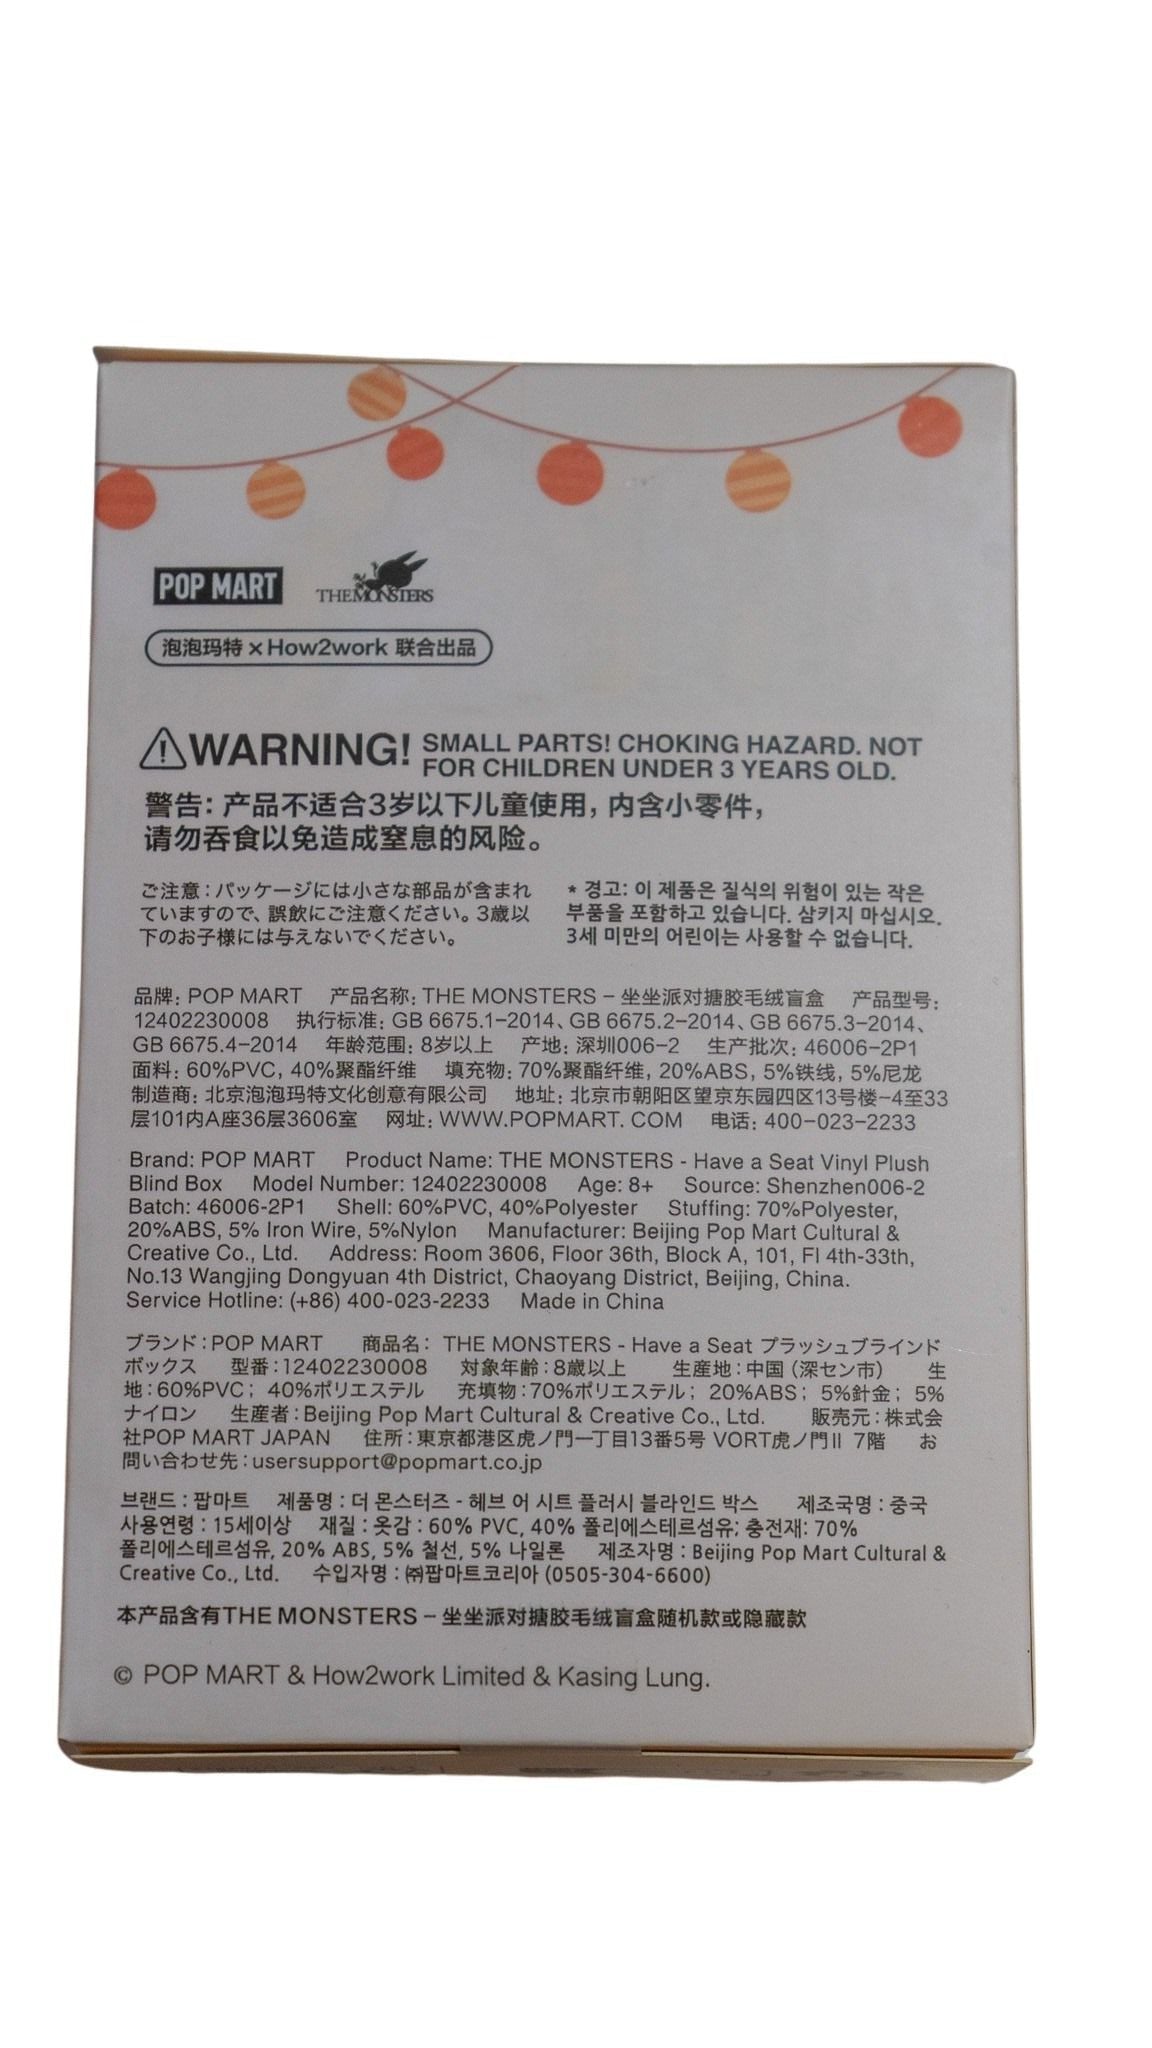 POP MART THE MONSTERS
泡泡玛特×How2work 联合出品
WARNING! SMALL PARTS! CHOKING HAZARD. NOT
FOR CHILDREN UNDER 3 YEARS OLD.
警告: 产品不适合3岁以下儿童使用, 内含小零件,
请勿吞食以免造成窒息的风险。
ご注意:パッケージには小さな部品が含まれ
ていますので、誤飲にご注意ください。3歳以
下のお子様には与えないでください。
* 경고: 이 제품은 질식의 위험이 있는 작은
부품을 포함하고 있습니다. 삼키지 마십시오.
3세 미만의 어린이는 사용할 수 없습니다.
品牌: POP MART 产品名称: THE MONSTERS – 坐坐派对搪胶毛绒盲盒 产品型号:
12402230008 执行标准: GB 6675.1–2014、GB 6675.2–2014、GB 6675.3–2014、
GB 6675.4–2014 年龄范围: 8岁以上 产地: 深圳006–2 生产批次: 46006–2P1
面料: 60%PVC, 40%聚酯纤维 填充物: 70%聚酯纤维, 20%ABS, 5%铁线, 5%尼龙
制造商: 北京泡泡玛特文化创意有限公司 地址: 北京市朝阳区望京东园四区13号楼–4至33
层101内A座36层3606室 网址: WWW.POPMART. COM 电话: 400–023–2233
Brand: POP MART Product Name: THE MONSTERS - Have a Seat Vinyl Plush
Blind Box Model Number: 12402230008 Age: 8+ Source: Shenzhen006-2
Batch: 46006-2P1 Shell: 60%PVC, 40%Polyester Stuffing: 70%Polyester,
20%ABS, 5% Iron Wire, 5%Nylon Manufacturer: Beijing Pop Mart Cultural &
Creative Co., Ltd. Address: Room 3606, Floor 36th, Block A, 101, Fl 4th-33th,
No.13 Wangjing Dongyuan 4th District, Chaoyang District, Beijing, China.
Service Hotline: (+86) 400-023-2233 Made in China
ブランド:POP MART 商品名: THE MONSTERS - Have a Seat プラッシュブラインド
ボックス 型番:12402230008 対象年齢:8歳以上 生産地:中国 (深セン市) 生
地:60%PVC; 40%ポリエステル 充填物:70%ポリエステル; 20%ABS; 5%針金; 5%
ナイロン 生産者:Beijing Pop Mart Cultural & Creative Co., Ltd. 販売元:株式会
社POP MART JAPAN 住所:東京都港区虎ノ門一丁目13番5号 VORT虎ノ門II 7階 お
問い合わせ先:usersupport@popmart.co.jp
브랜드 : 팝마트 제품명 : 더 몬스터즈 - 헤브 어 시트 플러시 블라인드 박스 제조국명 : 중국
사용연령 : 15세이상 재질 : 옷감 : 60% PVC, 40% 폴리에스테르섬유; 충전재: 70%
폴리에스테르섬유, 20% ABS, 5% 철선, 5% 나일론 제조자명 : Beijing Pop Mart Cultural &
Creative Co., Ltd. 수입자명 : ㈜팝마트코리아 (0505-304-6600)
本产品含有THE MONSTERS – 坐坐派对搪胶毛绒盲盒随机款或隐藏款
© POP MART & How2work Limited & Kasing Lung.